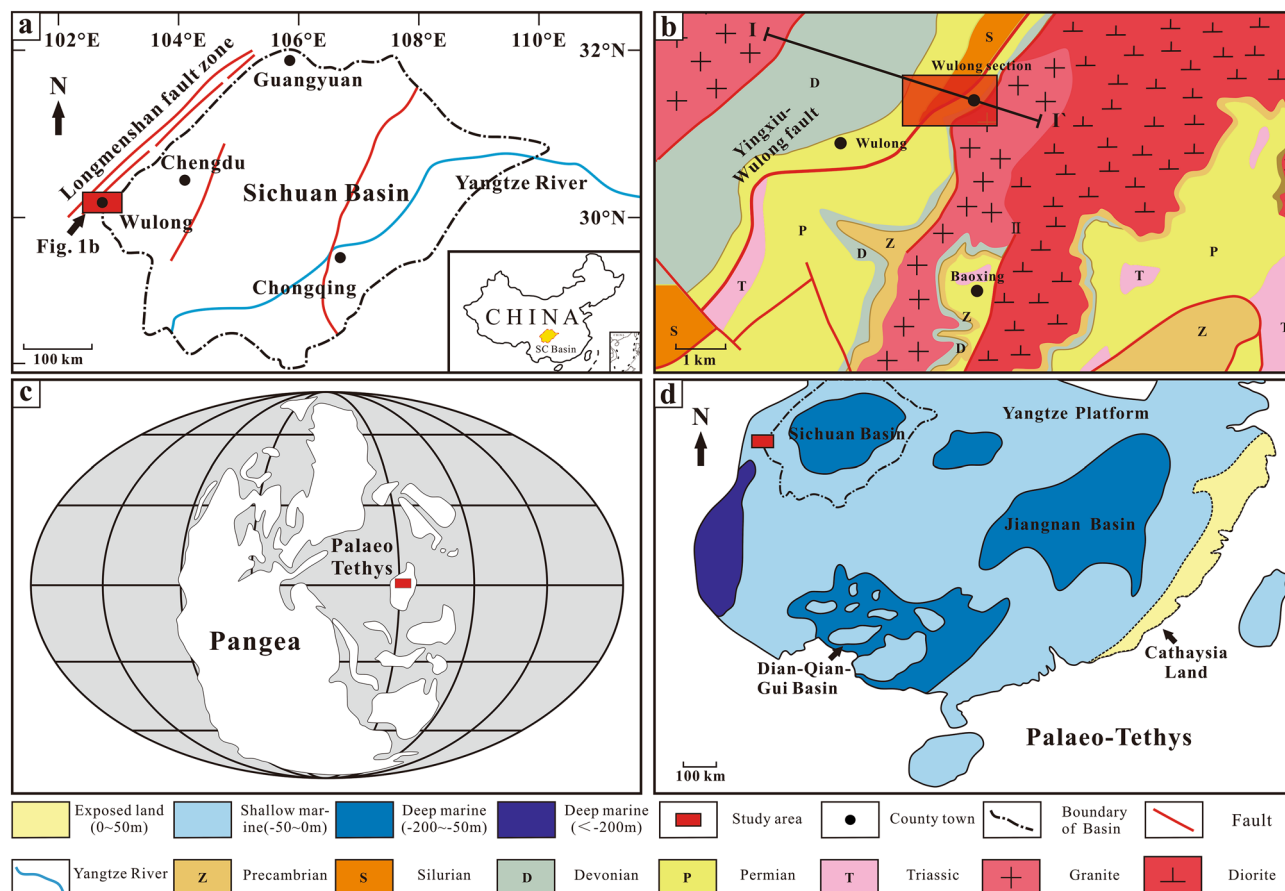 a
102°E
104°E
106°E
108°E
110°E
32°N
30°N
N
Longmenshan fault zone
Guangyuan
Chengdu
Sichuan Basin
Yangtze River
Wulong
Fig. 1b
Chongqing
100 km
CHINA
SC Basin
b
I
S
Wulong section
D
I`
Yingxiu-
Wulong fault
Wulong
P
Z
D
II
P
T
Baoxing
T
T
S
Z
Z
D
1 km
c
Palaeo
Tethys
Pangea
d
N
Yangtze Platform
Sichuan Basin
Jiangnan Basin
Dian-Qian-
Gui Basin
Cathaysia
Land
Palaeo-Tethys
100 km
Exposed land
(0~50m)
Shallow mar-
ine(-50~0m)
Deep marine
(-200~-50m)
Deep marine
(<-200m)
Study area
County town
Boundary
of Basin
Fault
Yangtze River
Z
Precambrian
S
Silurian
D
Devonian
P
Permian
T
Triassic
Granite
Diorite